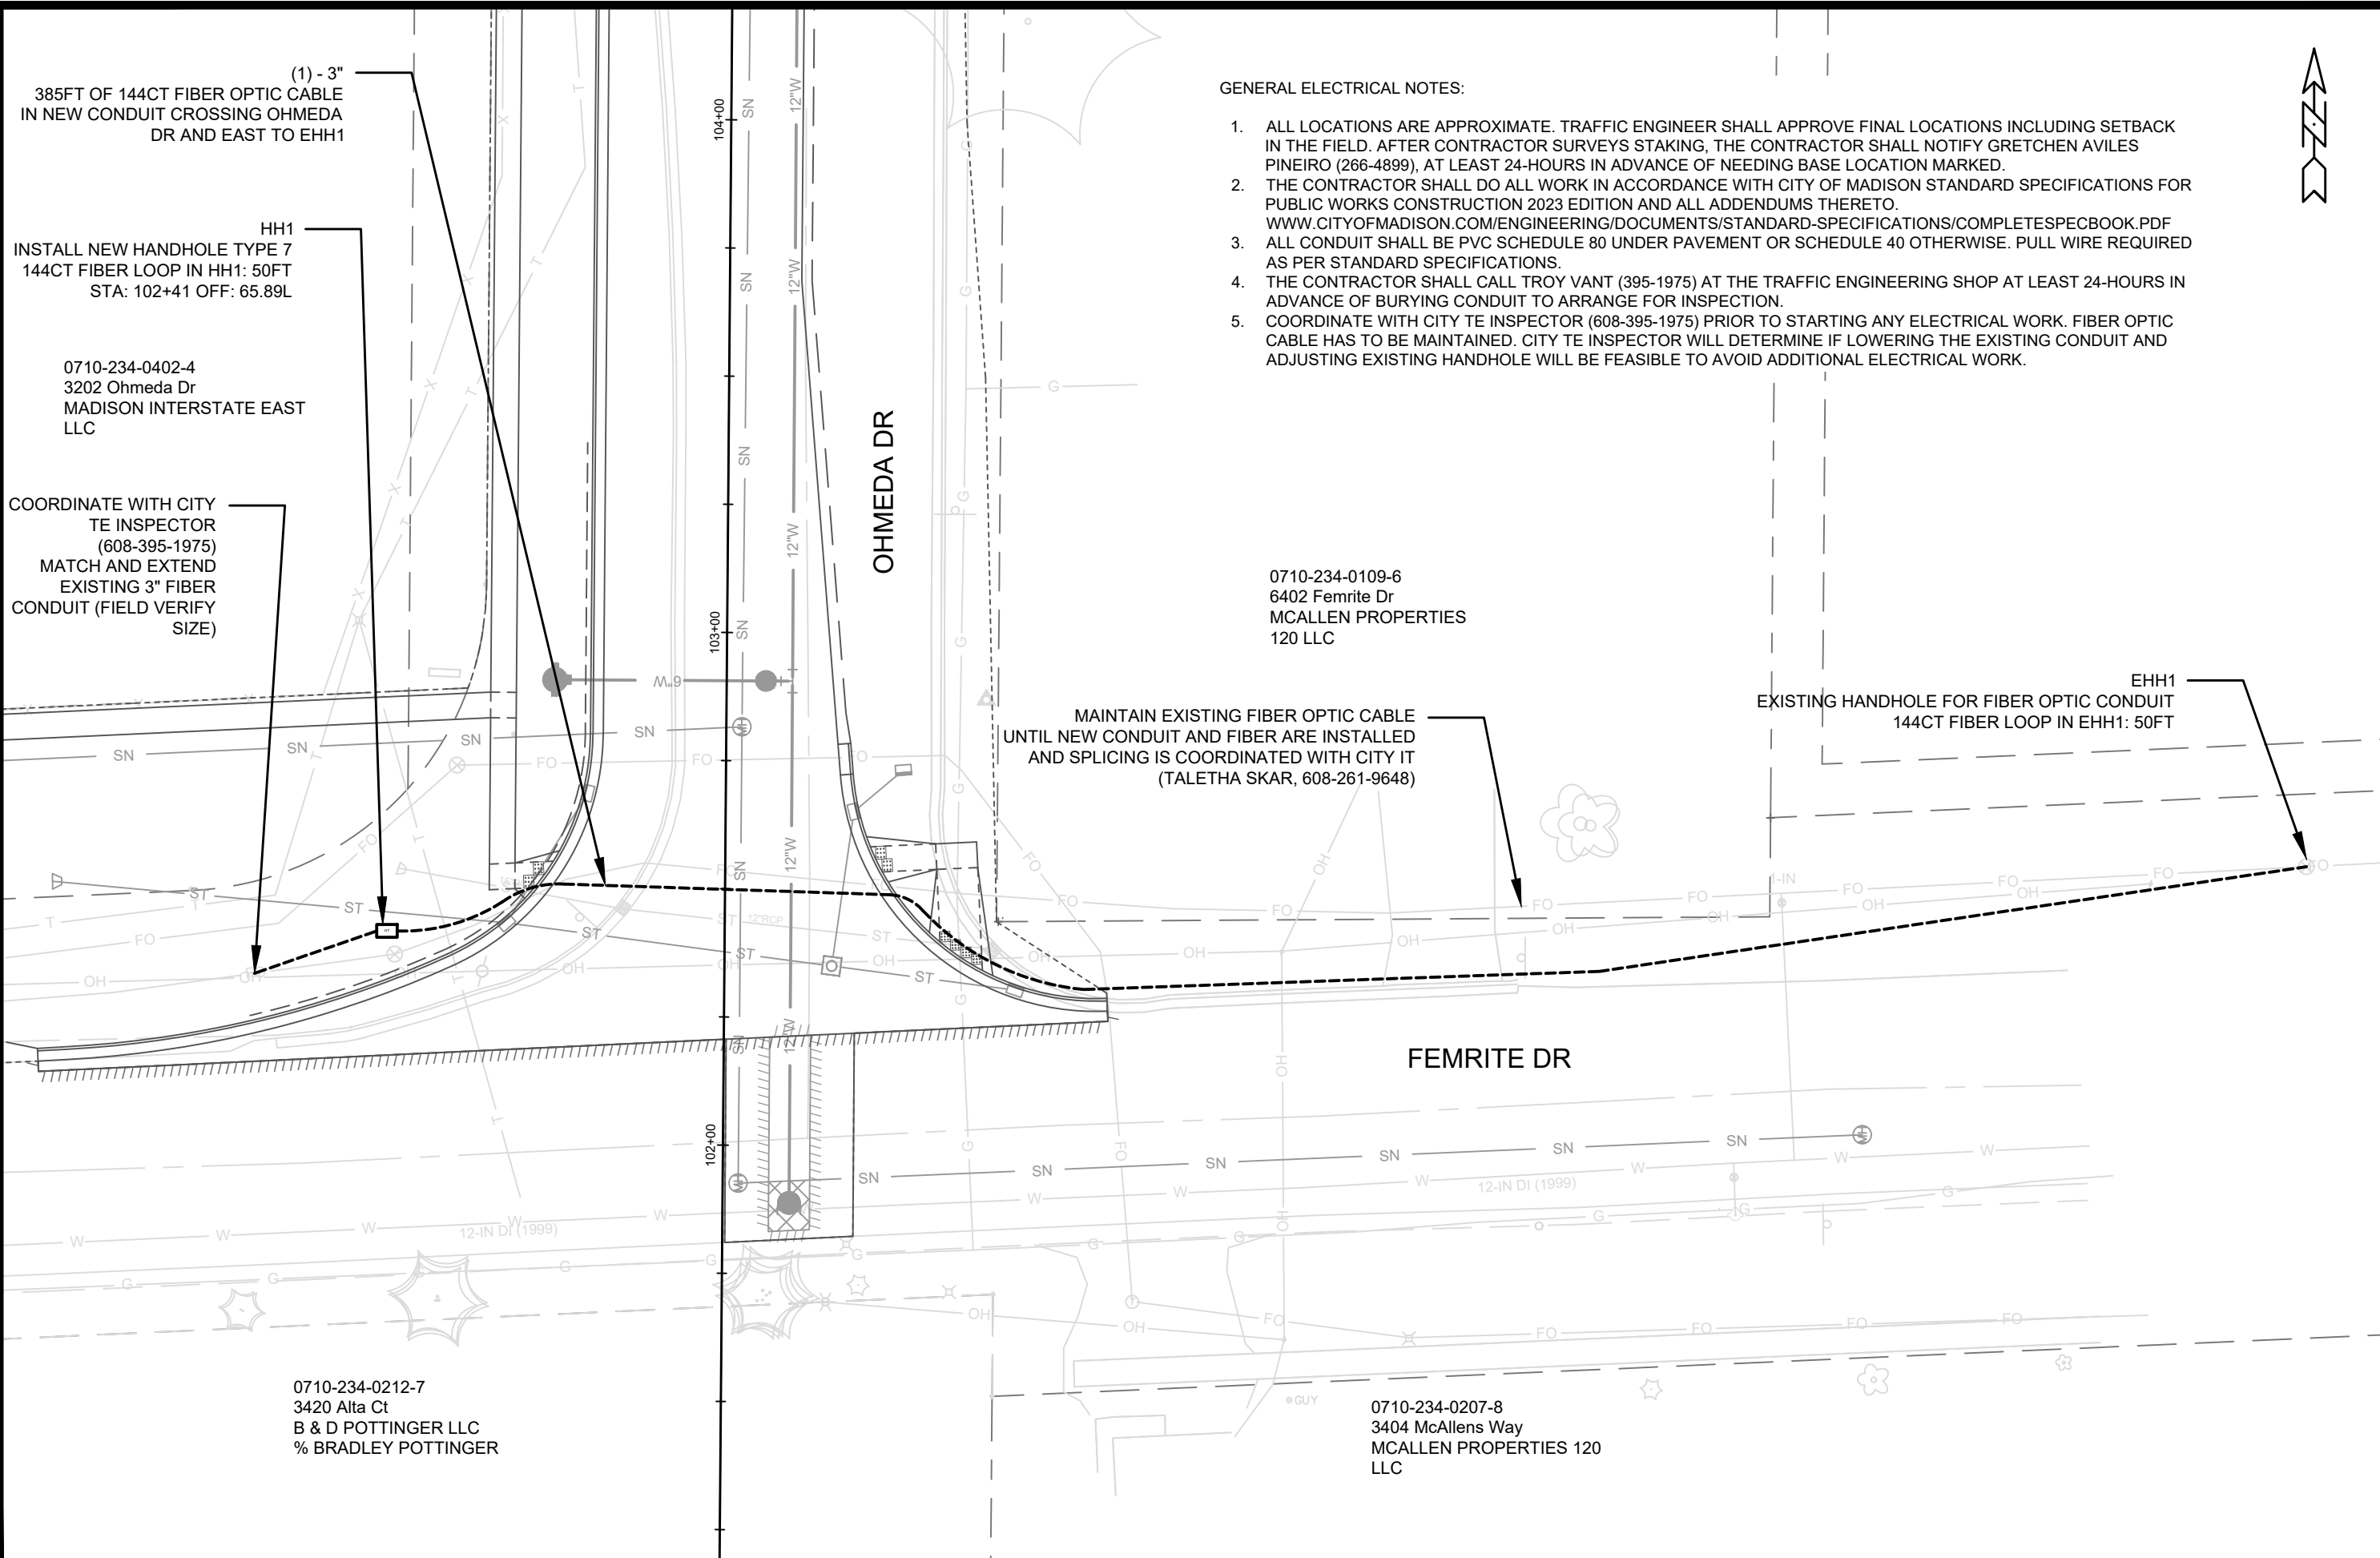 (1) - 3"
385FT OF 144CT FIBER OPTIC CABLE
IN NEW CONDUIT CROSSING OHMEDA
DR AND EAST TO EHH1
HH1
INSTALL NEW HANDHOLE TYPE 7
144CT FIBER LOOP IN HH1: 50FT
STA: 102+41 OFF: 65.89L
0710-234-0402-4
3202 Ohmeda Dr
MADISON INTERSTATE EAST
LLC
COORDINATE WITH CITY
TE INSPECTOR
(608-395-1975)
MATCH AND EXTEND
EXISTING 3" FIBER
CONDUIT (FIELD VERIFY
SIZE)
GENERAL ELECTRICAL NOTES:
1. ALL LOCATIONS ARE APPROXIMATE. TRAFFIC ENGINEER SHALL APPROVE FINAL LOCATIONS INCLUDING SETBACK
IN THE FIELD. AFTER CONTRACTOR SURVEYS STAKING, THE CONTRACTOR SHALL NOTIFY GRETCHEN AVILES
PINEIRO (266-4899), AT LEAST 24-HOURS IN ADVANCE OF NEEDING BASE LOCATION MARKED.
2. THE CONTRACTOR SHALL DO ALL WORK IN ACCORDANCE WITH CITY OF MADISON STANDARD SPECIFICATIONS FOR
PUBLIC WORKS CONSTRUCTION 2023 EDITION AND ALL ADDENDUMS THERETO.
WWW.CITYOFMADISON.COM/ENGINEERING/DOCUMENTS/STANDARD-SPECIFICATIONS/COMPLETESPECBOOK.PDF
3. ALL CONDUIT SHALL BE PVC SCHEDULE 80 UNDER PAVEMENT OR SCHEDULE 40 OTHERWISE. PULL WIRE REQUIRED
AS PER STANDARD SPECIFICATIONS.
4. THE CONTRACTOR SHALL CALL TROY VANT (395-1975) AT THE TRAFFIC ENGINEERING SHOP AT LEAST 24-HOURS IN
ADVANCE OF BURYING CONDUIT TO ARRANGE FOR INSPECTION.
5. COORDINATE WITH CITY TE INSPECTOR (608-395-1975) PRIOR TO STARTING ANY ELECTRICAL WORK. FIBER OPTIC
CABLE HAS TO BE MAINTAINED. CITY TE INSPECTOR WILL DETERMINE IF LOWERING THE EXISTING CONDUIT AND
ADJUSTING EXISTING HANDHOLE WILL BE FEASIBLE TO AVOID ADDITIONAL ELECTRICAL WORK.
104+00
103+00
102+00
OHMEDA DR
0710-234-0109-6
6402 Femrite Dr
MCALLEN PROPERTIES
120 LLC
EHH1
EXISTING HANDHOLE FOR FIBER OPTIC CONDUIT
144CT FIBER LOOP IN EHH1: 50FT
MAINTAIN EXISTING FIBER OPTIC CABLE
UNTIL NEW CONDUIT AND FIBER ARE INSTALLED
AND SPLICING IS COORDINATED WITH CITY IT
(TALETHA SKAR, 608-261-9648)
12"W
12"W
12"W
12"W
12"W
6"W
12"RCP
1-IN
FEMRITE DR
12-IN DI (1999)
12-IN DI (1999)
GUY
0710-234-0212-7
3420 Alta Ct
B & D POTTINGER LLC
% BRADLEY POTTINGER
0710-234-0207-8
3404 McAllens Way
MCALLEN PROPERTIES 120
LLC